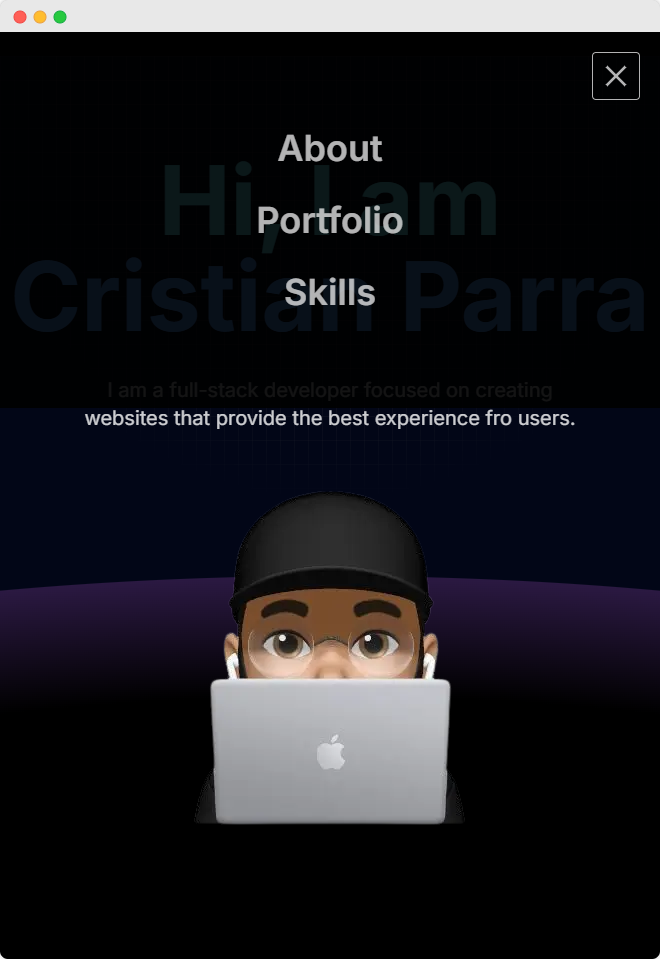 About
Hi, I am
Portfolio
Cristian Parra
Skills
I am a full-stack developer focused on creating
websites that provide the best experience fro users.